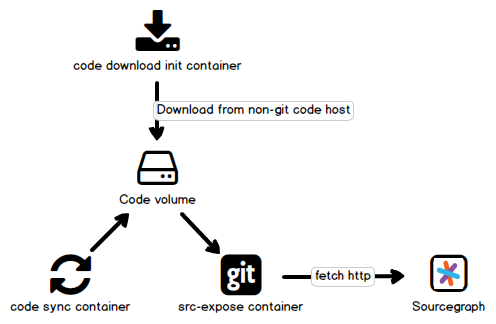 code download init container
Download from non-git code host
Code volume
git
fetch http
code sync container
src-expose container
Sourcegraph